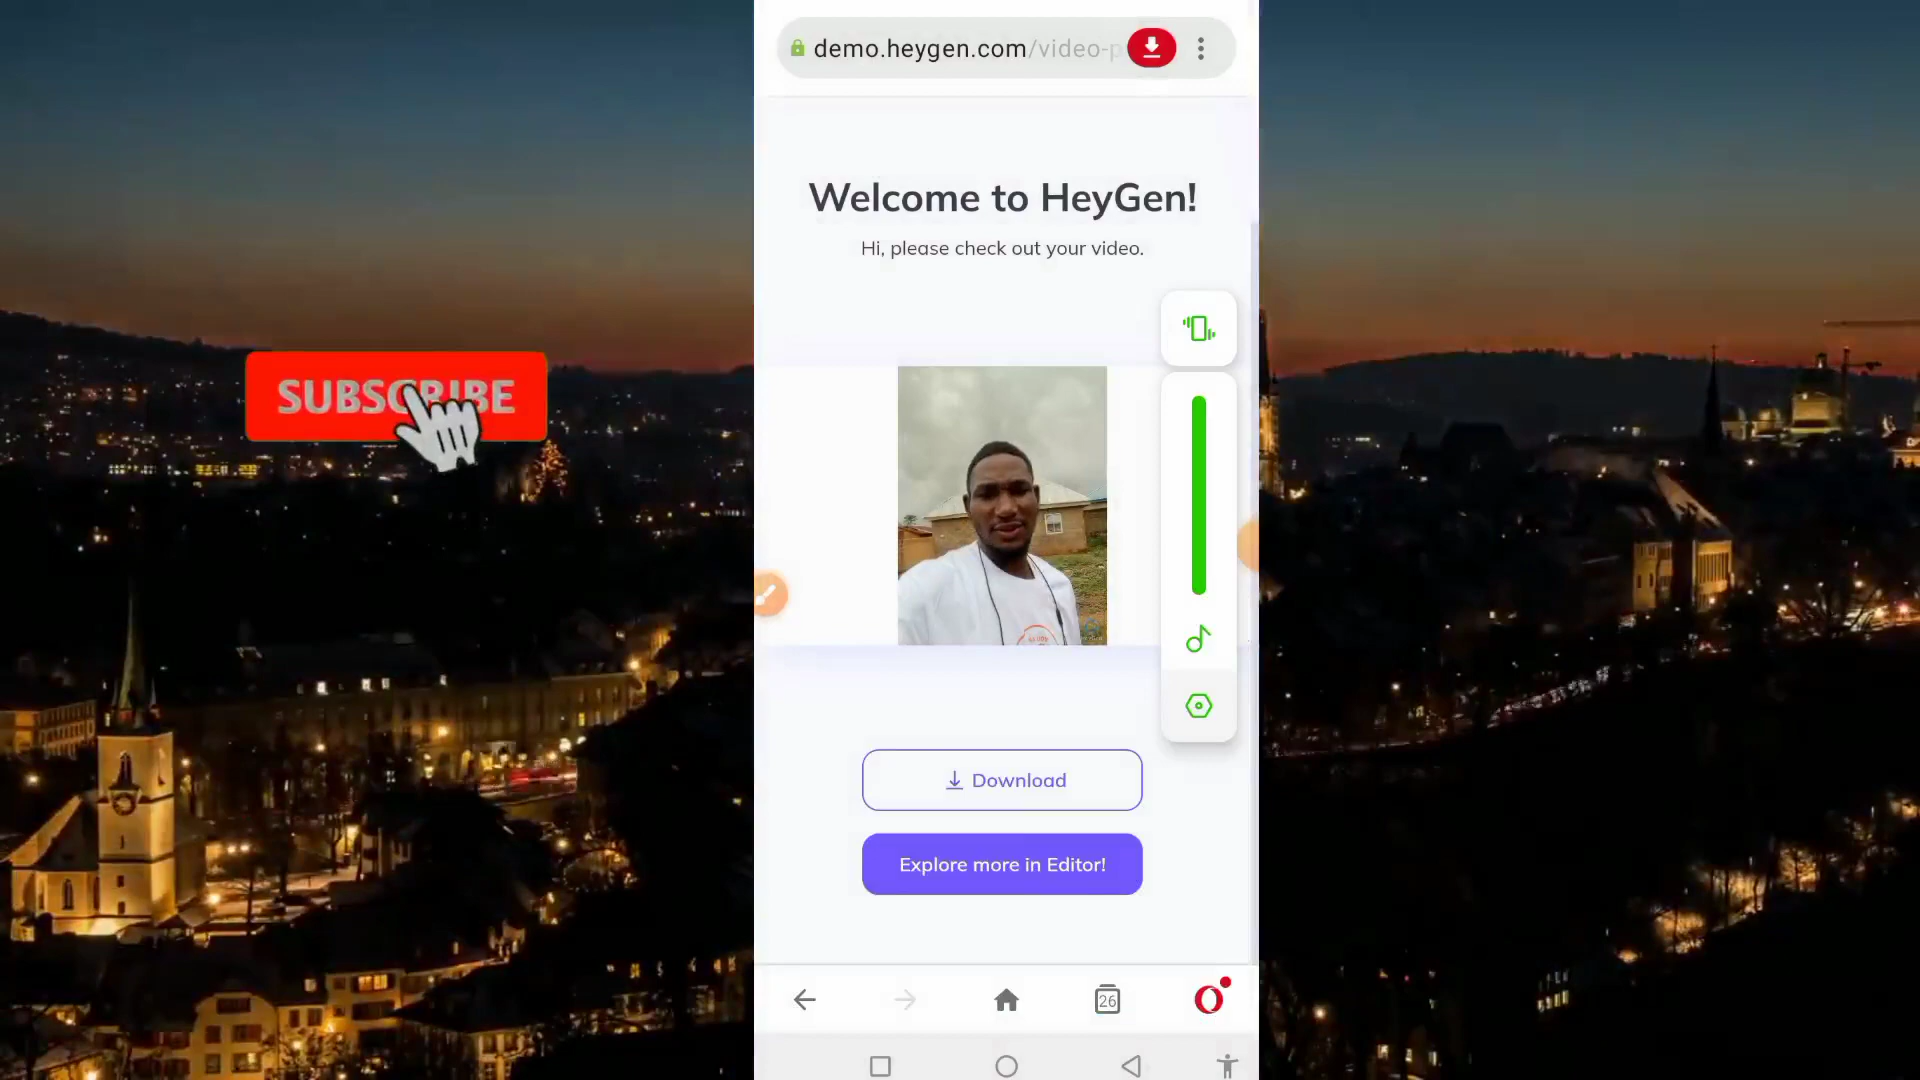 demo.heygen.com/video-p
Welcome to HeyGen!
Hi, please check out your video.
SUBSCRIBE
Download
Explore more in Editor!
26